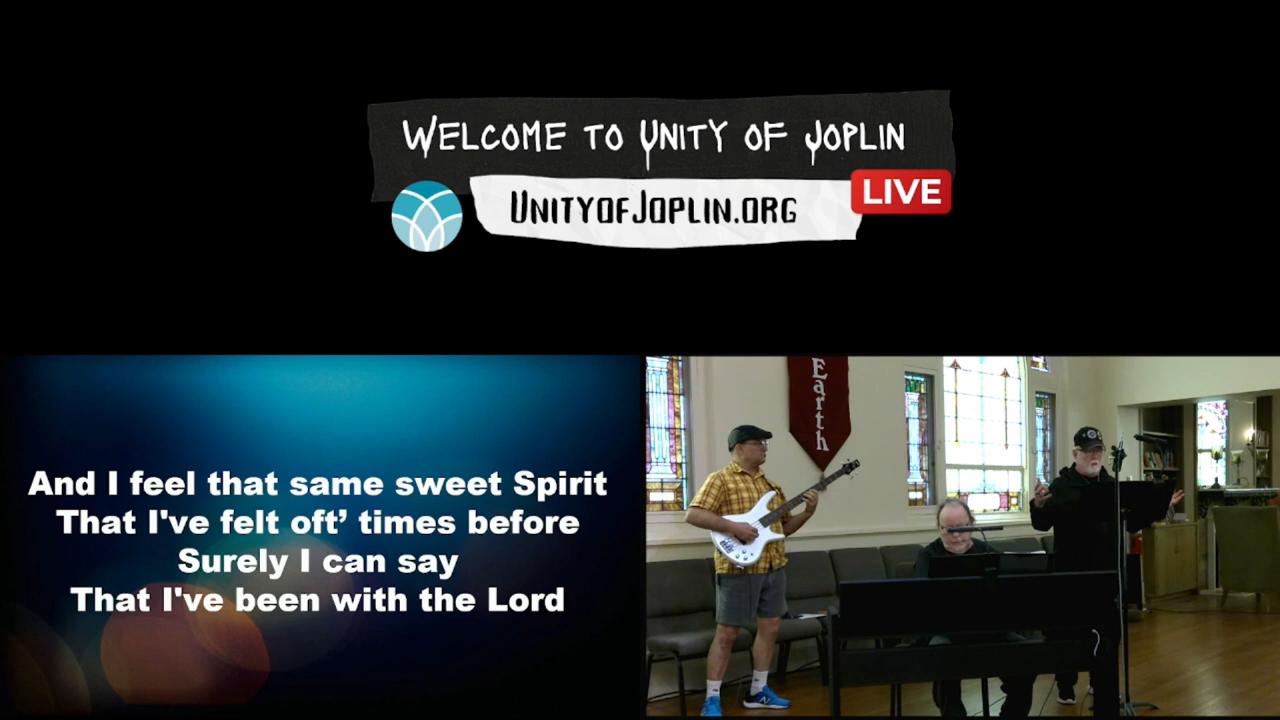 Welcome to Unity of Joplin
UnityofJoplin.org
LIVE
And I feel that same sweet Spirit
That I've felt oft’ times before
Surely I can say
That I've been with the Lord
Earth